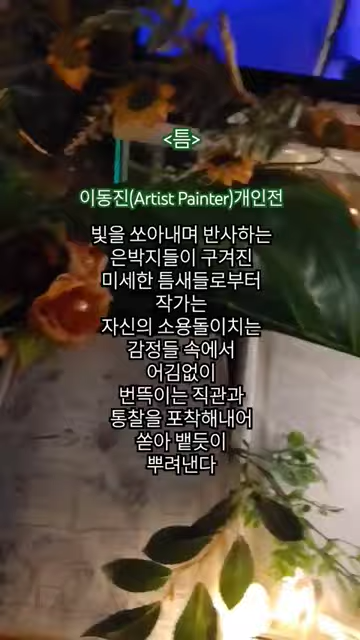 <틈>
이동진(Artist Painter)개인전
빛을 쏘아내며 반사하는
은박지들이 구겨진
미세한 틈새들로부터
작가는
자신의 소용돌이치는
감정들 속에서
어김없이
번뜩이는 직관과
통찰을 포착해내어
쏟아 뱉듯이
뿌려낸다